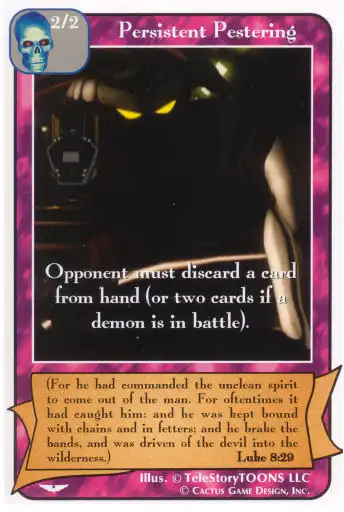 2/2
Persistent Pestering
Opponent must discard a card
from hand (or two cards if a
demon is in battle).
(For he had commanded the unclean spirit
to come out of the man. For oftentimes it
had caught him: and he was kept bound
with chains and in fetters; and he brake the
bands, and was driven of the devil into the
wilderness.) Luke 8:29
Illus. © TeleStoryTOONS LLC
© Cactus Game Design, Inc.